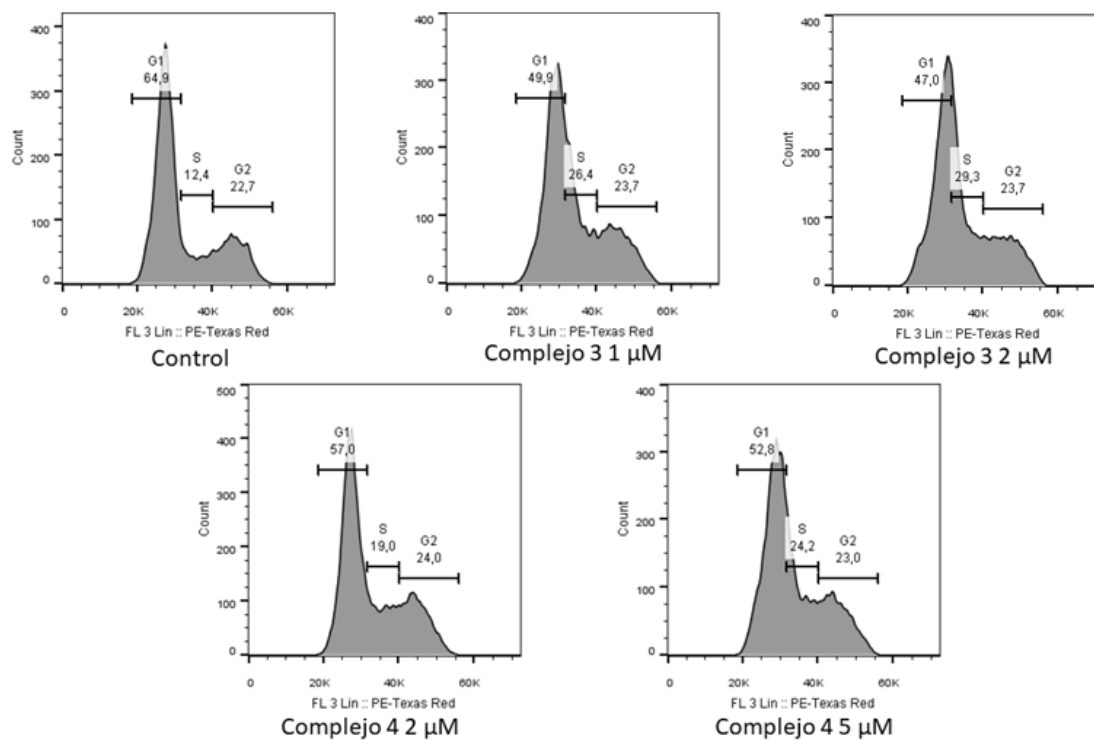 400
300
200
100
0
Count
G1
64,9
S
12,4
G2
22,7
0 20K 40K 60K
FL 3 Lin :: PE-Texas Red
Control
400
300
200
100
0
Count
G1
49,9
S
26,4
G2
23,7
0 20K 40K 60K
FL 3 Lin :: PE-Texas Red
Complejo 3 1 µM
400
300
200
100
0
Count
G1
47,0
S
29,3
G2
23,7
0 20K 40K 60K
FL 3 Lin :: PE-Texas Red
Complejo 3 2 µM
500
400
300
200
100
0
Count
G1
57,0
S
19,0
G2
24,0
0 20K 40K 60K
FL 3 Lin :: PE-Texas Red
Complejo 4 2 µM
400
300
200
100
0
Count
G1
52,8
S
24,2
G2
23,0
0 20K 40K 60K
FL 3 Lin :: PE-Texas Red
Complejo 4 5 µM